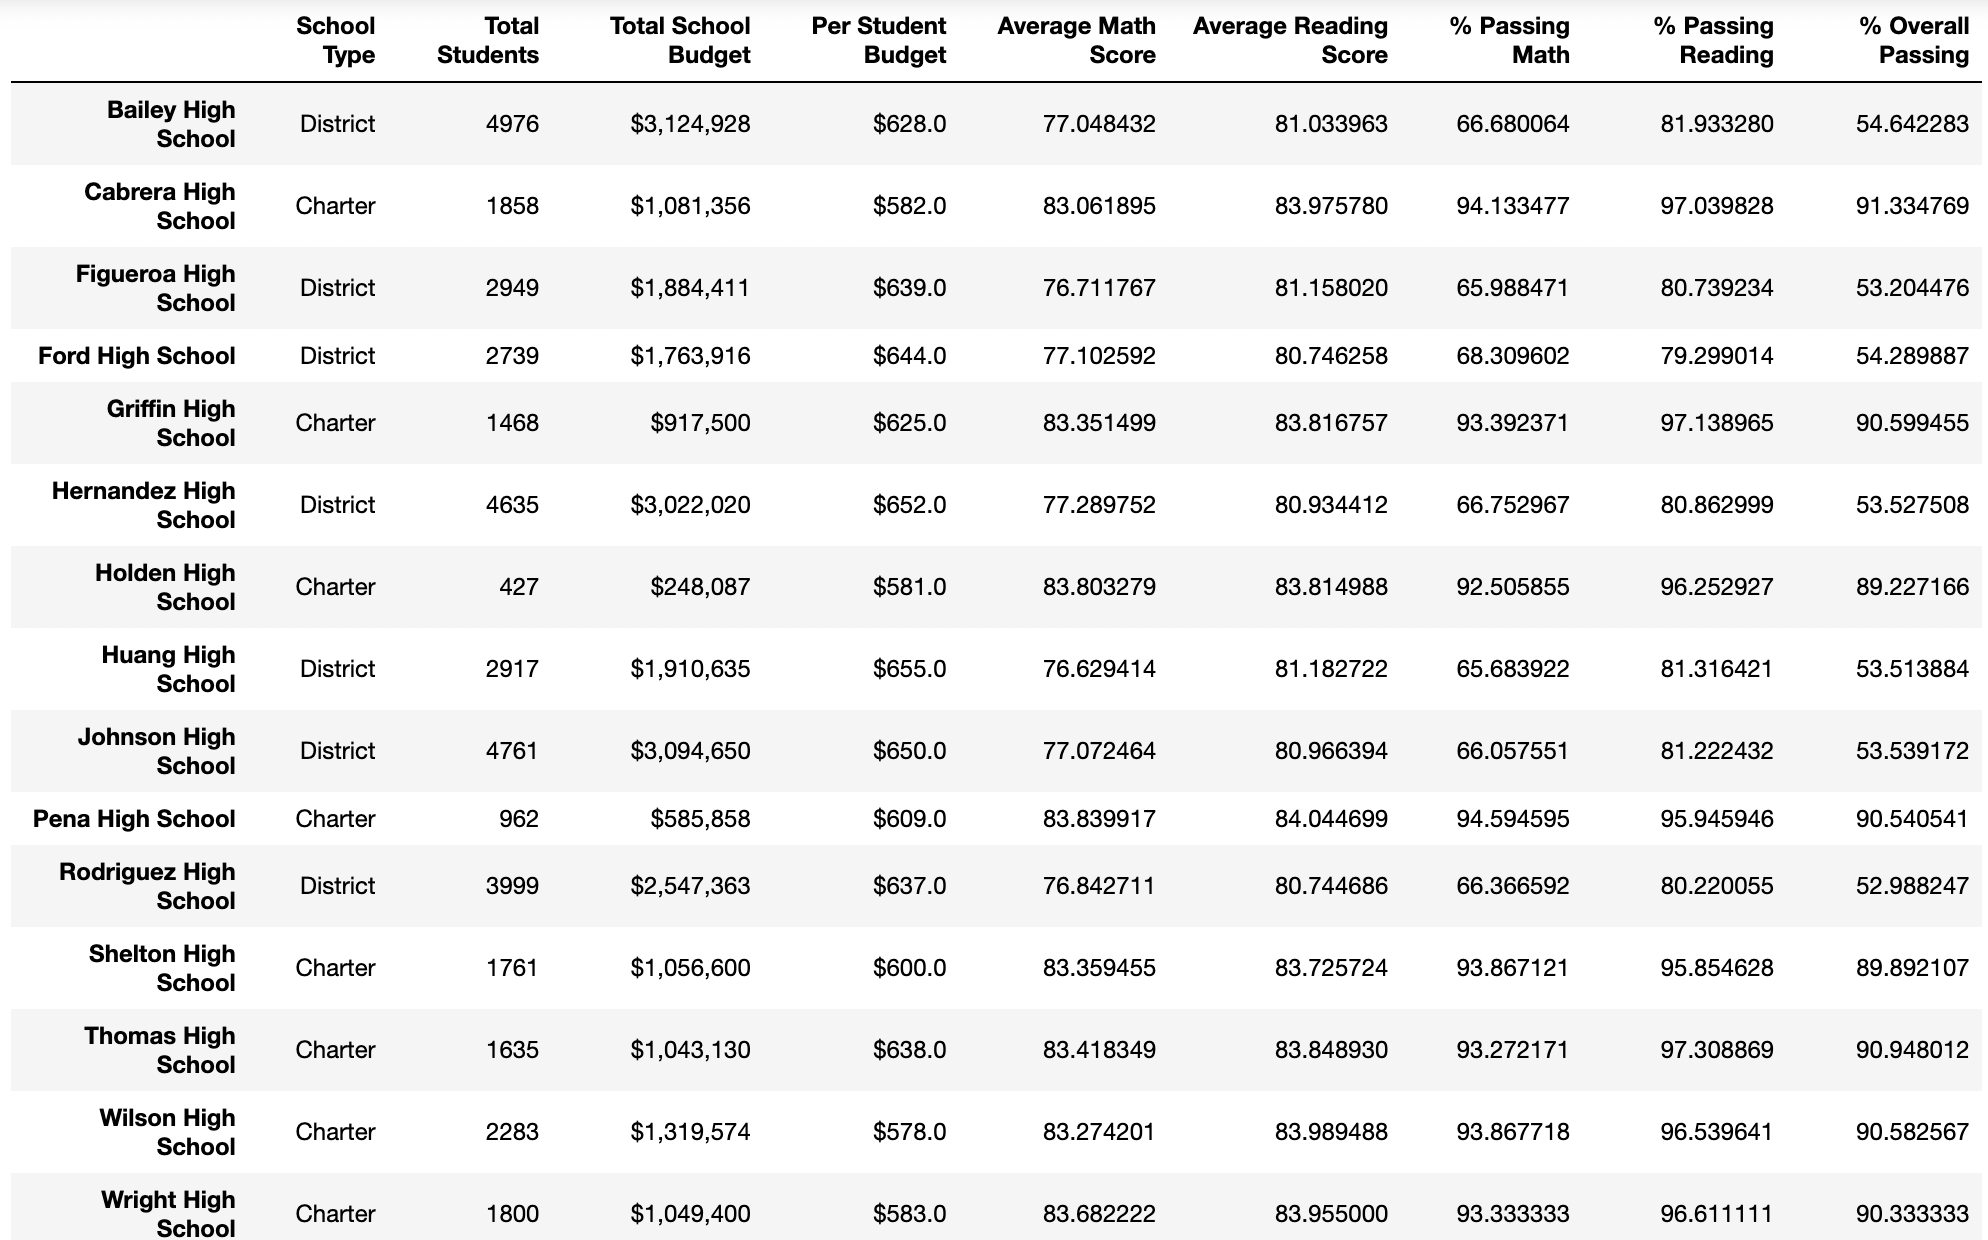 School Type Total Students Total School Budget Per Student Budget Average Math Score Average Reading Score % Passing Math % Passing Reading % Overall Passing
Bailey High School District 4976 $3,124,928 $628.0 77.048432 81.033963 66.680064 81.933280 54.642283
Cabrera High School Charter 1858 $1,081,356 $582.0 83.061895 83.975780 94.133477 97.039828 91.334769
Figueroa High School District 2949 $1,884,411 $639.0 76.711767 81.158020 65.988471 80.739234 53.204476
Ford High School District 2739 $1,763,916 $644.0 77.102592 80.746258 68.309602 79.299014 54.289887
Griffin High School Charter 1468 $917,500 $625.0 83.351499 83.816757 93.392371 97.138965 90.599455
Hernandez High School District 4635 $3,022,020 $652.0 77.289752 80.934412 66.752967 80.862999 53.527508
Holden High School Charter 427 $248,087 $581.0 83.803279 83.814988 92.505855 96.252927 89.227166
Huang High School District 2917 $1,910,635 $655.0 76.629414 81.182722 65.683922 81.316421 53.513884
Johnson High School District 4761 $3,094,650 $650.0 77.072464 80.966394 66.057551 81.222432 53.539172
Pena High School Charter 962 $585,858 $609.0 83.839917 84.044699 94.594595 95.945946 90.540541
Rodriguez High School District 3999 $2,547,363 $637.0 76.842711 80.744686 66.366592 80.220055 52.988247
Shelton High School Charter 1761 $1,056,600 $600.0 83.359455 83.725724 93.867121 95.854628 89.892107
Thomas High School Charter 1635 $1,043,130 $638.0 83.418349 83.848930 93.272171 97.308869 90.948012
Wilson High School Charter 2283 $1,319,574 $578.0 83.274201 83.989488 93.867718 96.539641 90.582567
Wright High School Charter 1800 $1,049,400 $583.0 83.682222 83.955000 93.333333 96.611111 90.333333